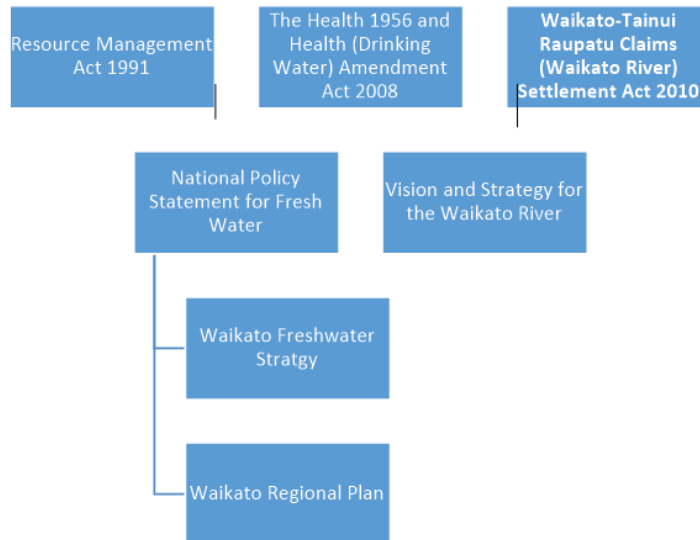 Resource Management
Act 1991
The Health 1956 and
Health (Drinking
Water) Amendment
Act 2008
Waikato-Tainui
Raupatu Claims
(Waikato River)
Settlement Act 2010
National Policy
Statement for Fresh
Water
Vision and Strategy for
the Waikato River
Waikato Freshwater
Stratgy
Waikato Regional Plan